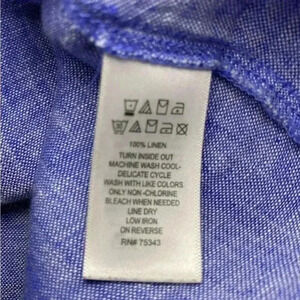 100% LINEN
TURN INSIDE OUT
MACHINE WASH COOL-
DELICATE CYCLE
WASH WITH LIKE COLORS
ONLY NON-CHLORINE
BLEACH WHEN NEEDED
LINE DRY
LOW IRON
ON REVERSE
RN# 75343